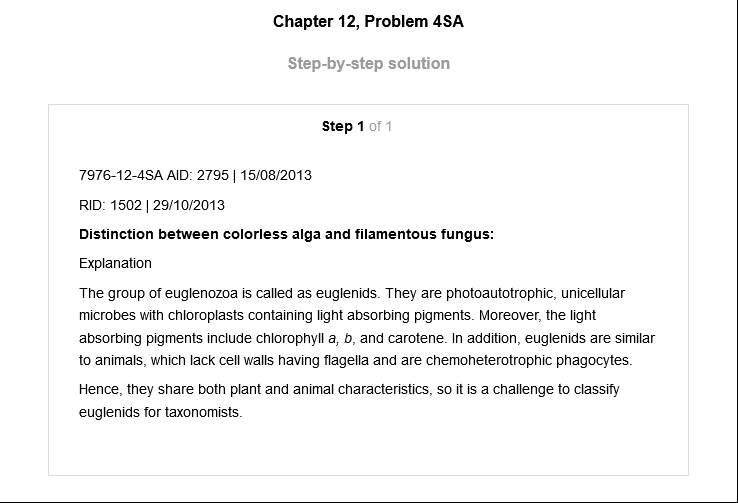 Chapter 12, Problem 4SA
Step-by-step solution
Step 1 of 1
7976-12-4SA AID: 2795 | 15/08/2013
RID: 1502 | 29/10/2013
Distinction between colorless alga and filamentous fungus:
Explanation
The group of euglenozoa is called as euglenids. They are photoautotrophic, unicellular
microbes with chloroplasts containing light absorbing pigments. Moreover, the light
absorbing pigments include chlorophyll a, b, and carotene. In addition, euglenids are similar
to animals, which lack cell walls having flagella and are chemoheterotrophic phagocytes.
Hence, they share both plant and animal characteristics, so it is a challenge to classify
euglenids for taxonomists.